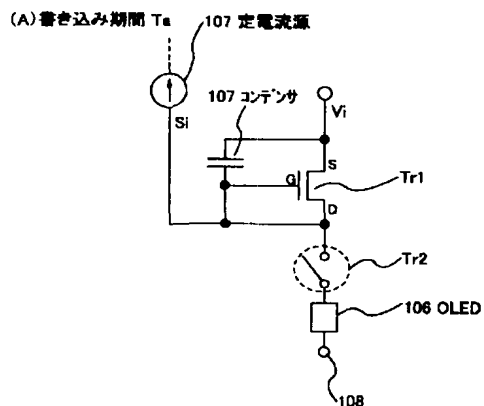 (A)書き込み期間 Ta
107 定電流源
Si
107 コンデンサ
Vi
S
G
Tr1
D
Tr2
106 OLED
108